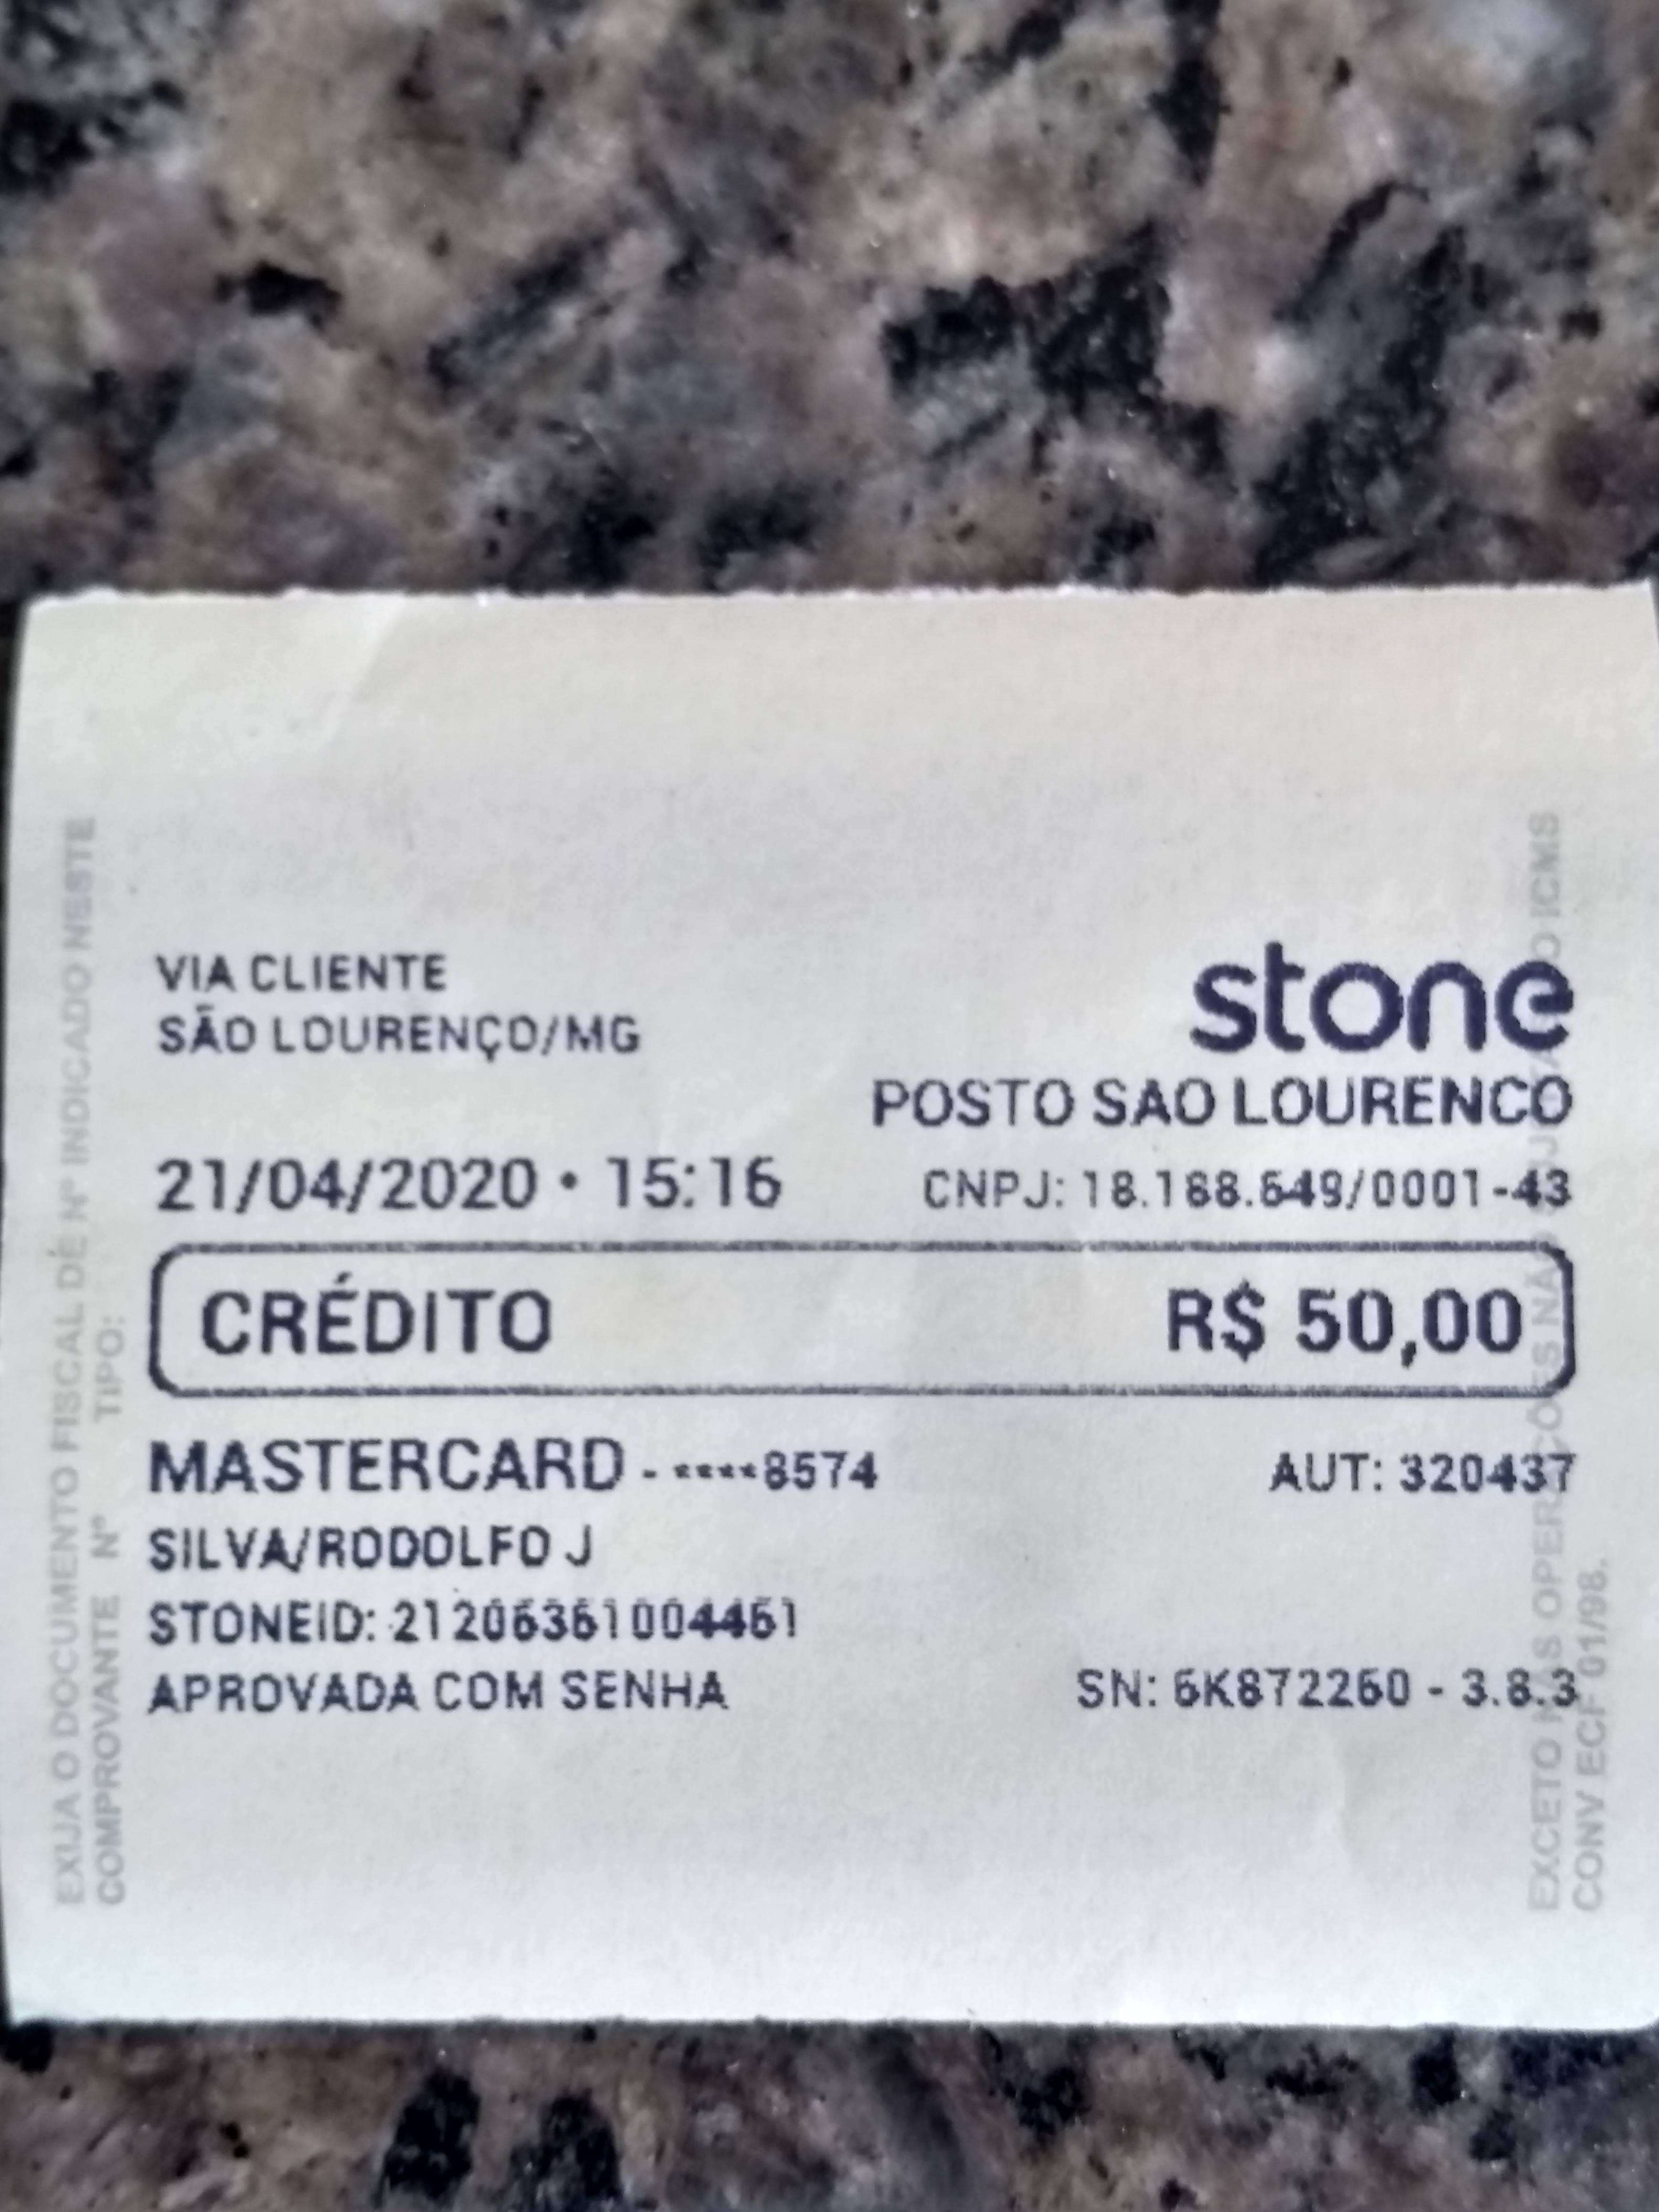 VIA CLIENTE
SÃO LOURENÇO/MG
stone
POSTO SAO LOURENCO
21/04/2020 • 15:16
CNPJ: 18.188.649/0001-43
CRÉDITO
R$ 50,00
MASTERCARD - ****8574
AUT: 320437
SILVA/RODOLFO J
STONEID: 21206361004461
APROVADA COM SENHA
SN: 6K872260 - 3.8.3
EXIJA O DOCUMENTO FISCAL DE Nº INDICADO NESTE
COMPROVANTE Nº TIPO:
EXCETO NAS OPERAÇÕES NÃO SUJEITAS AO ICMS
CONV ECF 01/98.